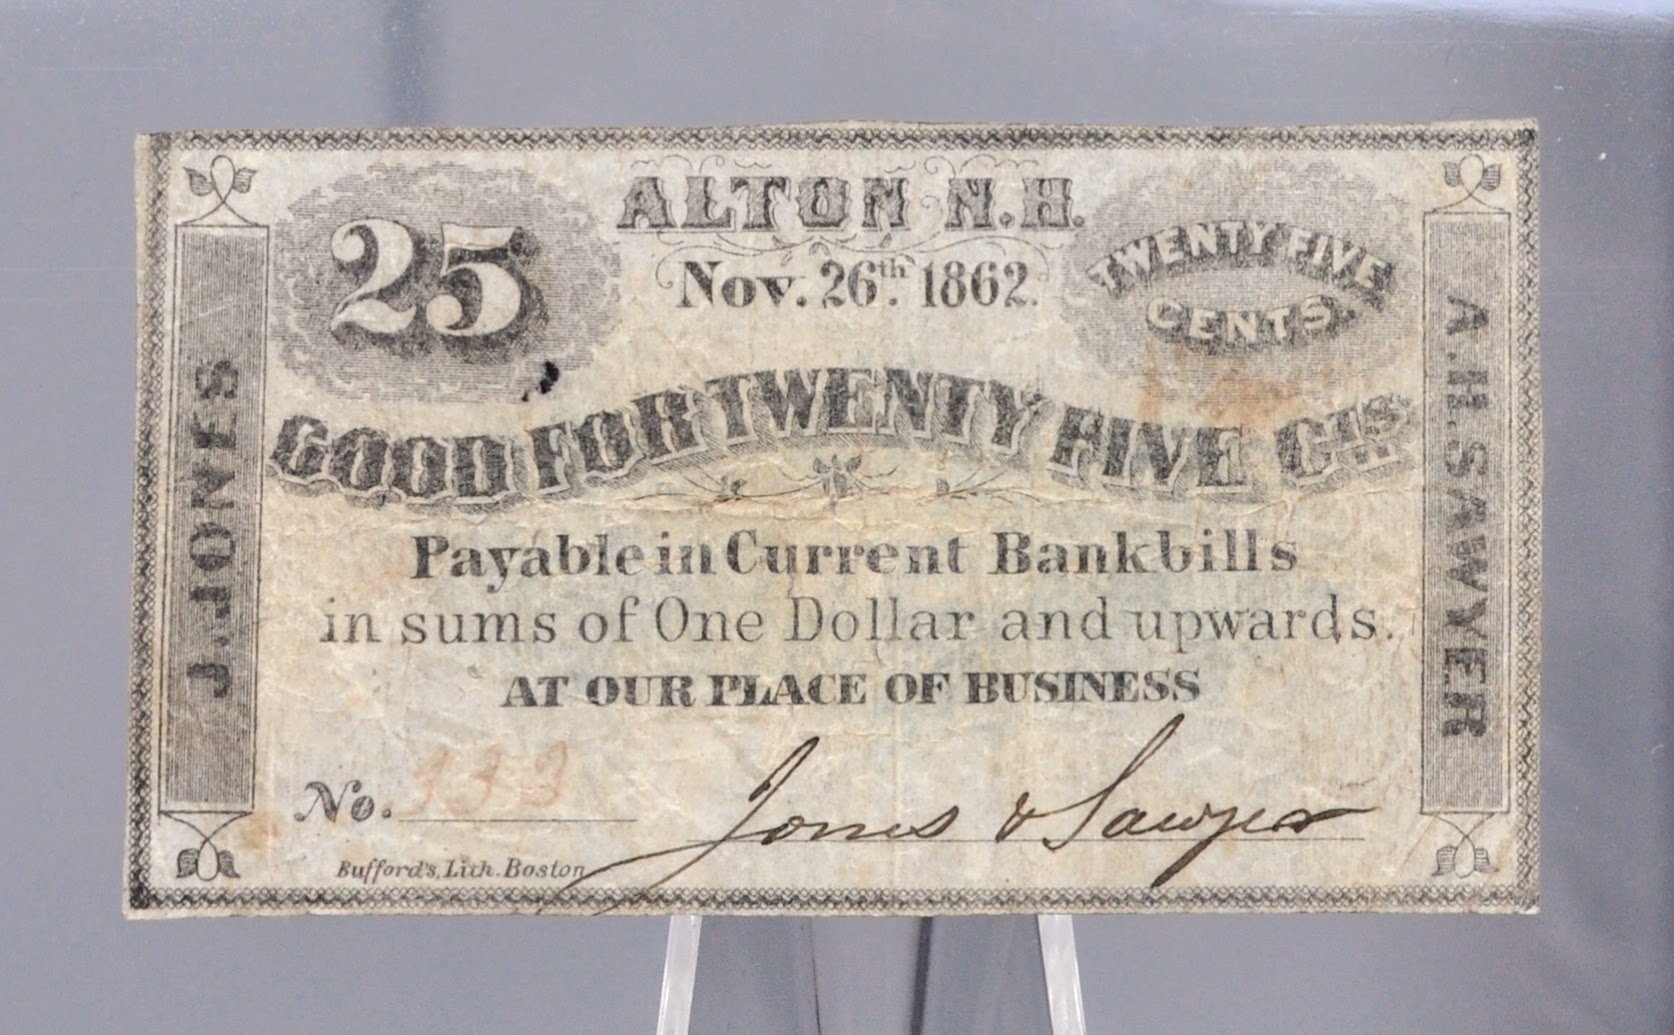 ALTON N.H.
25
Nov. 26th. 1862.
TWENTY FIVE
CENTS.
GOOD FOR TWENTY FIVE CTS
Payable in Current Bankbills
in sums of One Dollar and upwards.
AT OUR PLACE OF BUSINESS
No. 333
Jones & Sawyer
Bufford's, Lith. Boston
J. JONES
A. H. SAWYER